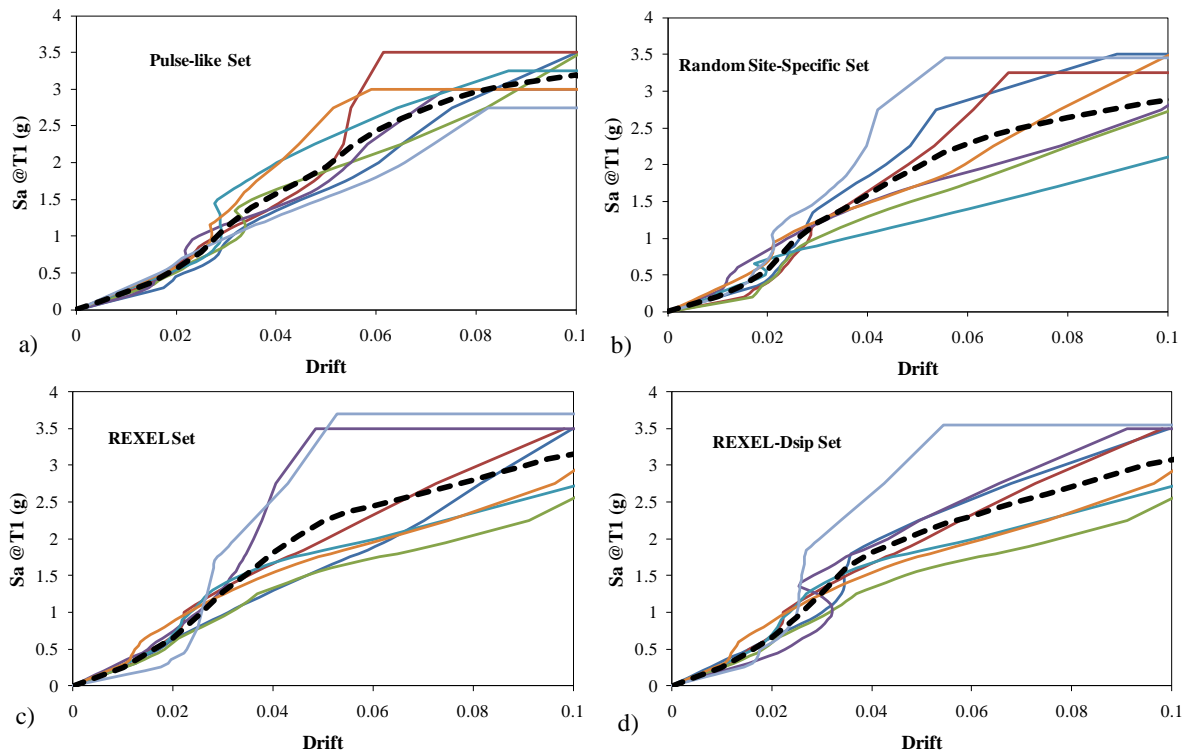 Pulse-like Set
Sa @T1 (g)
4
3.5
3
2.5
2
1.5
1
0.5
0
0 0.02 0.04 0.06 0.08 0.1
a)
Drift
Random Site-Specific Set
Sa @T1 (g)
4
3.5
3
2.5
2
1.5
1
0.5
0
0 0.02 0.04 0.06 0.08 0.1
b)
Drift
REXEL Set
Sa @T1 (g)
4
3.5
3
2.5
2
1.5
1
0.5
0
0 0.02 0.04 0.06 0.08 0.1
c)
Drift
REXEL-Dsip Set
Sa @T1 (g)
4
3.5
3
2.5
2
1.5
1
0.5
0
0 0.02 0.04 0.06 0.08 0.1
d)
Drift